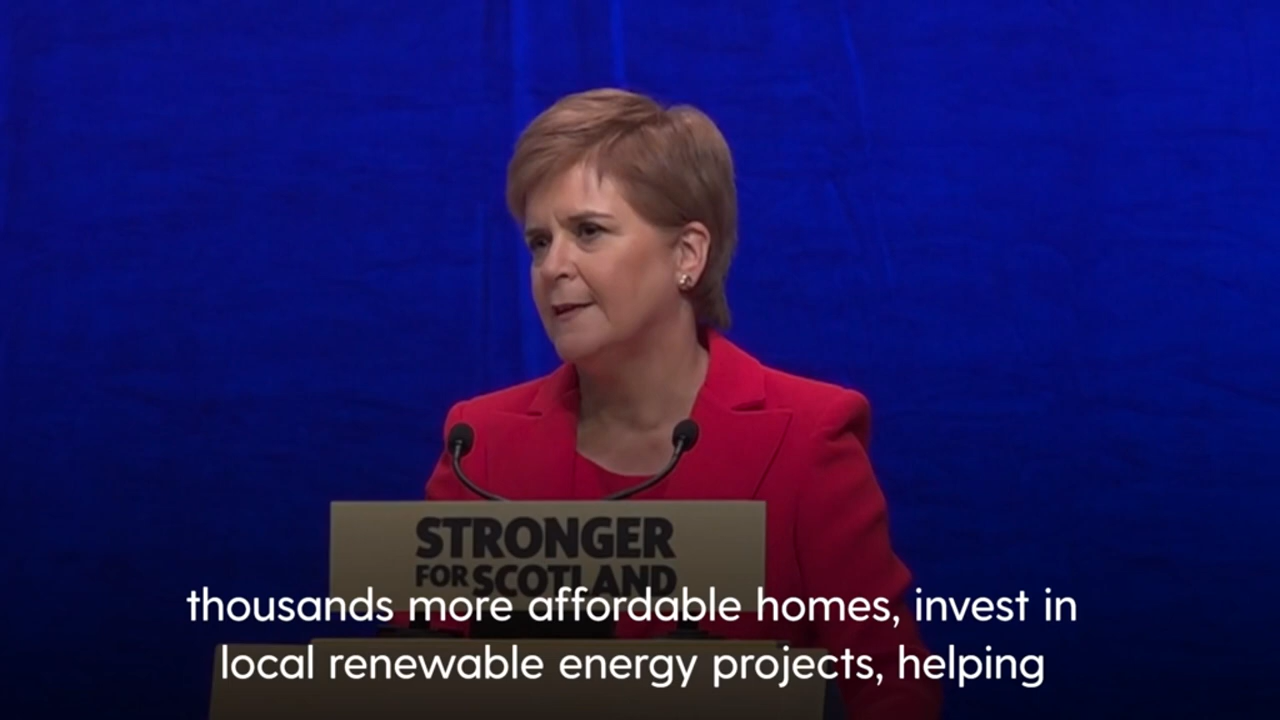 STRONGER
FOR SCOTLAND
thousands more affordable homes, invest in
local renewable energy projects, helping